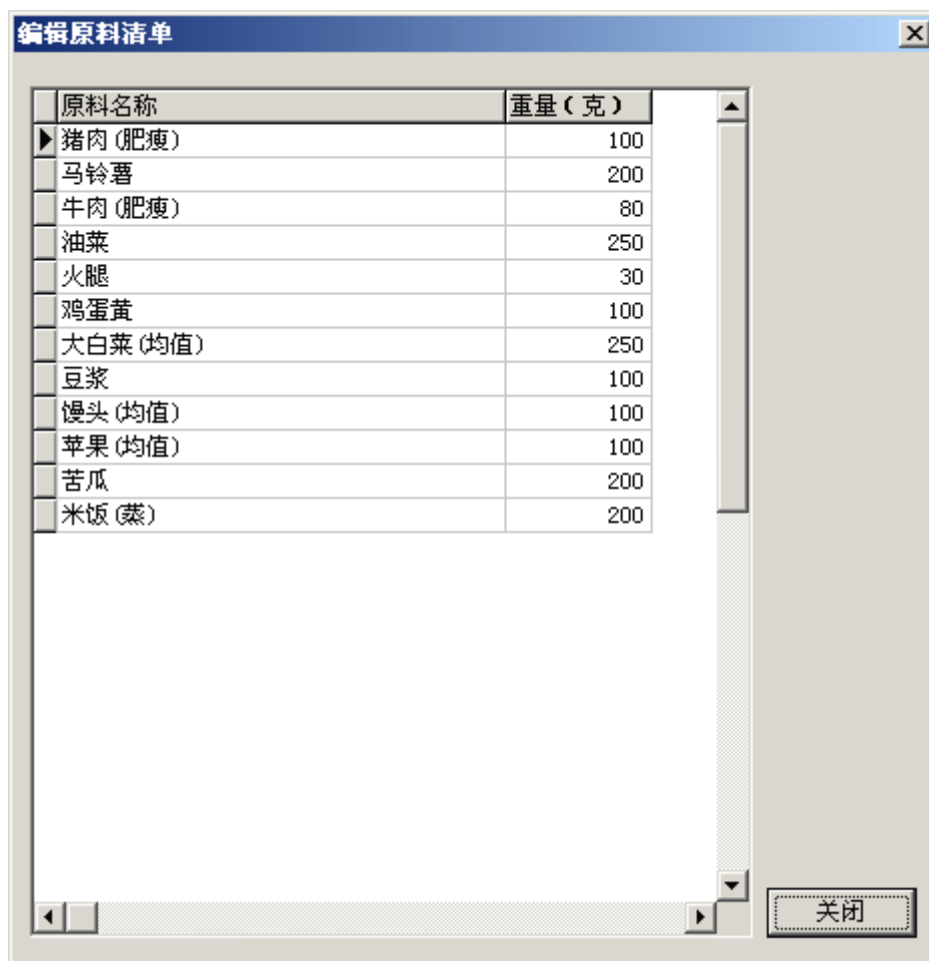 编辑原料清单
原料名称 重量(克)
猪肉(肥瘦) 100
马铃薯 200
牛肉(肥瘦) 80
油菜 250
火腿 30
鸡蛋黄 100
大白菜(均值) 250
豆浆 100
馒头(均值) 100
苹果(均值) 100
苦瓜 200
米饭(蒸) 200
关闭